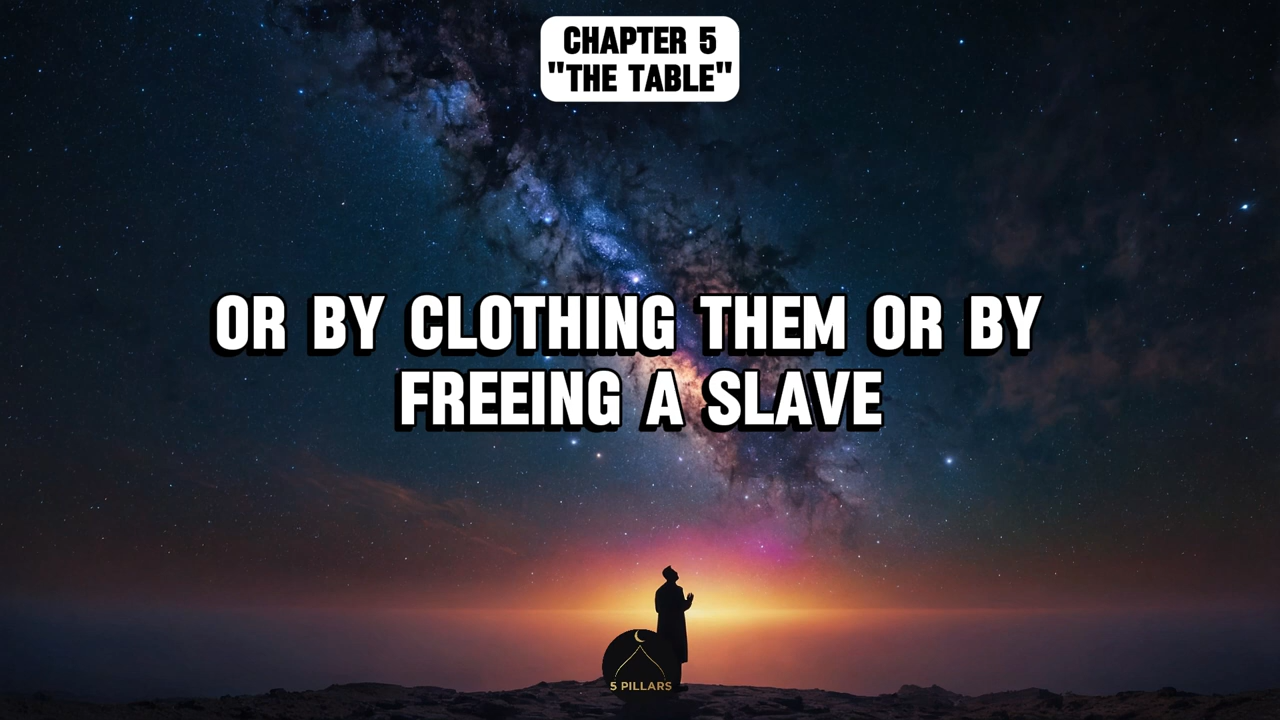 CHAPTER 5
"THE TABLE"
OR BY CLOTHING THEM OR BY
FREEING A SLAVE
5 PILLARS